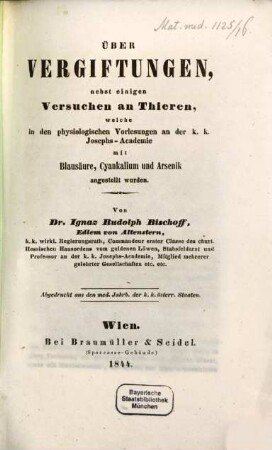 Mat. med. 1125/16
ÜBER
VERGIFTUNGEN,
nebst einigen
Versuchen an Thieren,
welche
in den physiologischen Vorlesungen an der k. k.
Josephs-Academie
mit
Blausäure, Cyankalium und Arsenik
angestellt wurden.
Von
Dr. Ignaz Rudolph Bischoff,
Edlem von Altenstern,
k. k. wirkl. Regierungsrath, Commandeur erster Classe des churf.
Hessischen Hausordens vom goldenen Löwen, Stabsfeldarzt und
Professor an der k. k. Josephs-Academie, Mitglied mehrerer
gelehrter Gesellschaften etc. etc.
Abgedruckt aus den med. Jahrb. der k. k. österr. Staaten.
Wien.
Bei Braumüller & Seidel.
(Sparcasse-Gebäude)
1844.
Bayerische
Staatsbibliothek
München